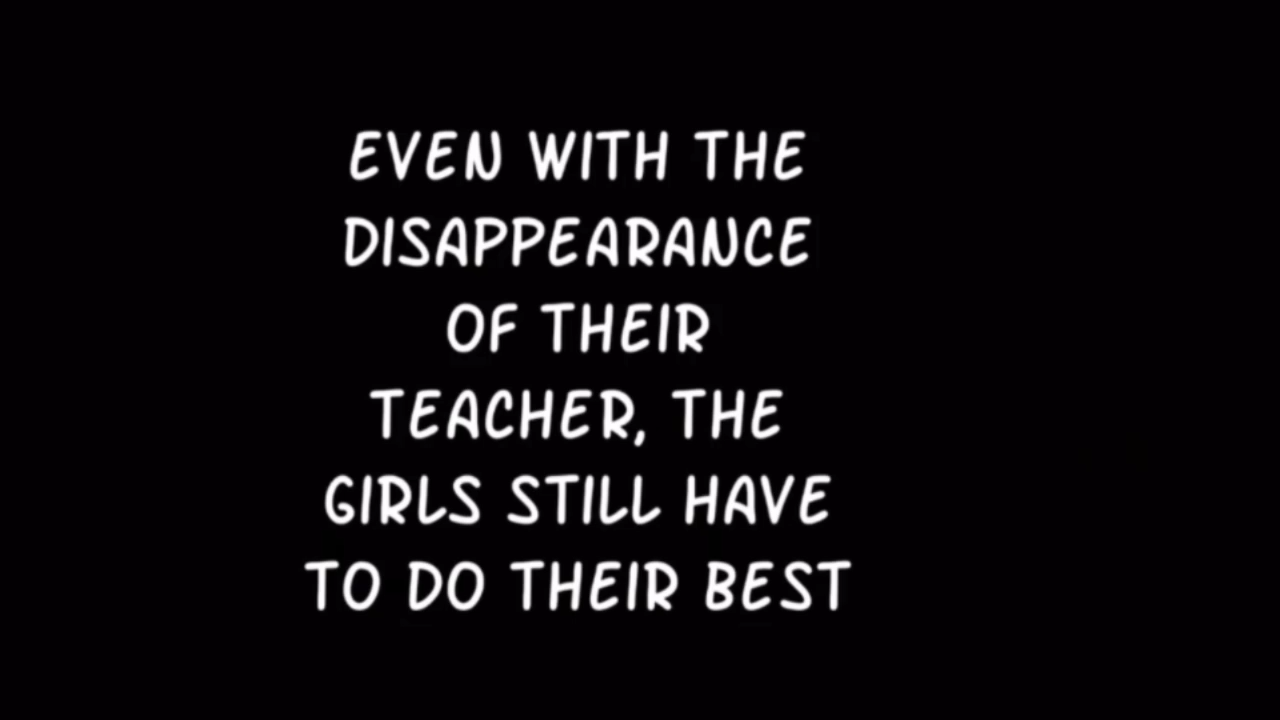 EVEN WITH THE
DISAPPEARANCE
OF THEIR
TEACHER, THE
GIRLS STILL HAVE
TO DO THEIR BEST